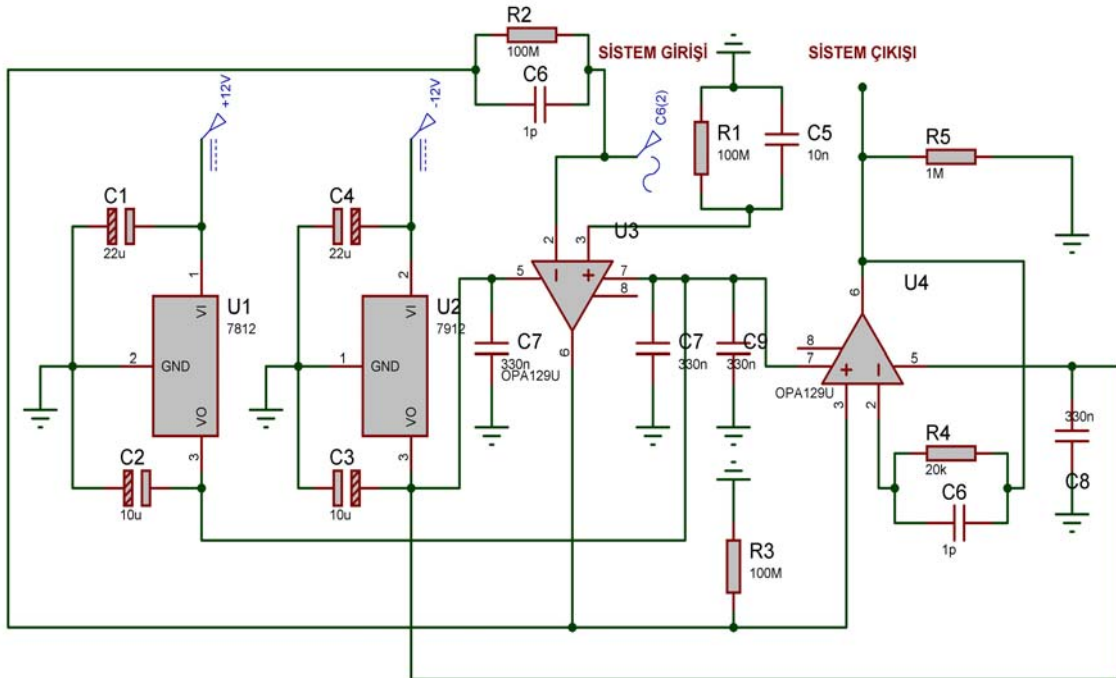 R2
100M
C6
1p
SİSTEM GİRİŞİ
SİSTEM ÇIKIŞI
+12V
-12V
C6(2)
R1
100M
C5
10n
R5
1M
C1
22u
C4
22u
2
3
U3
5
7
8
6
1
VI
U1
7812
2
GND
VO
3
2
VI
U2
7912
1
GND
VO
3
C7
330n
OPA129U
C7
330n
C9
330n
U4
6
8
7
5
OPA129U
3
2
C2
10u
C3
10u
R4
20k
C6
1p
330n
C8
R3
100M